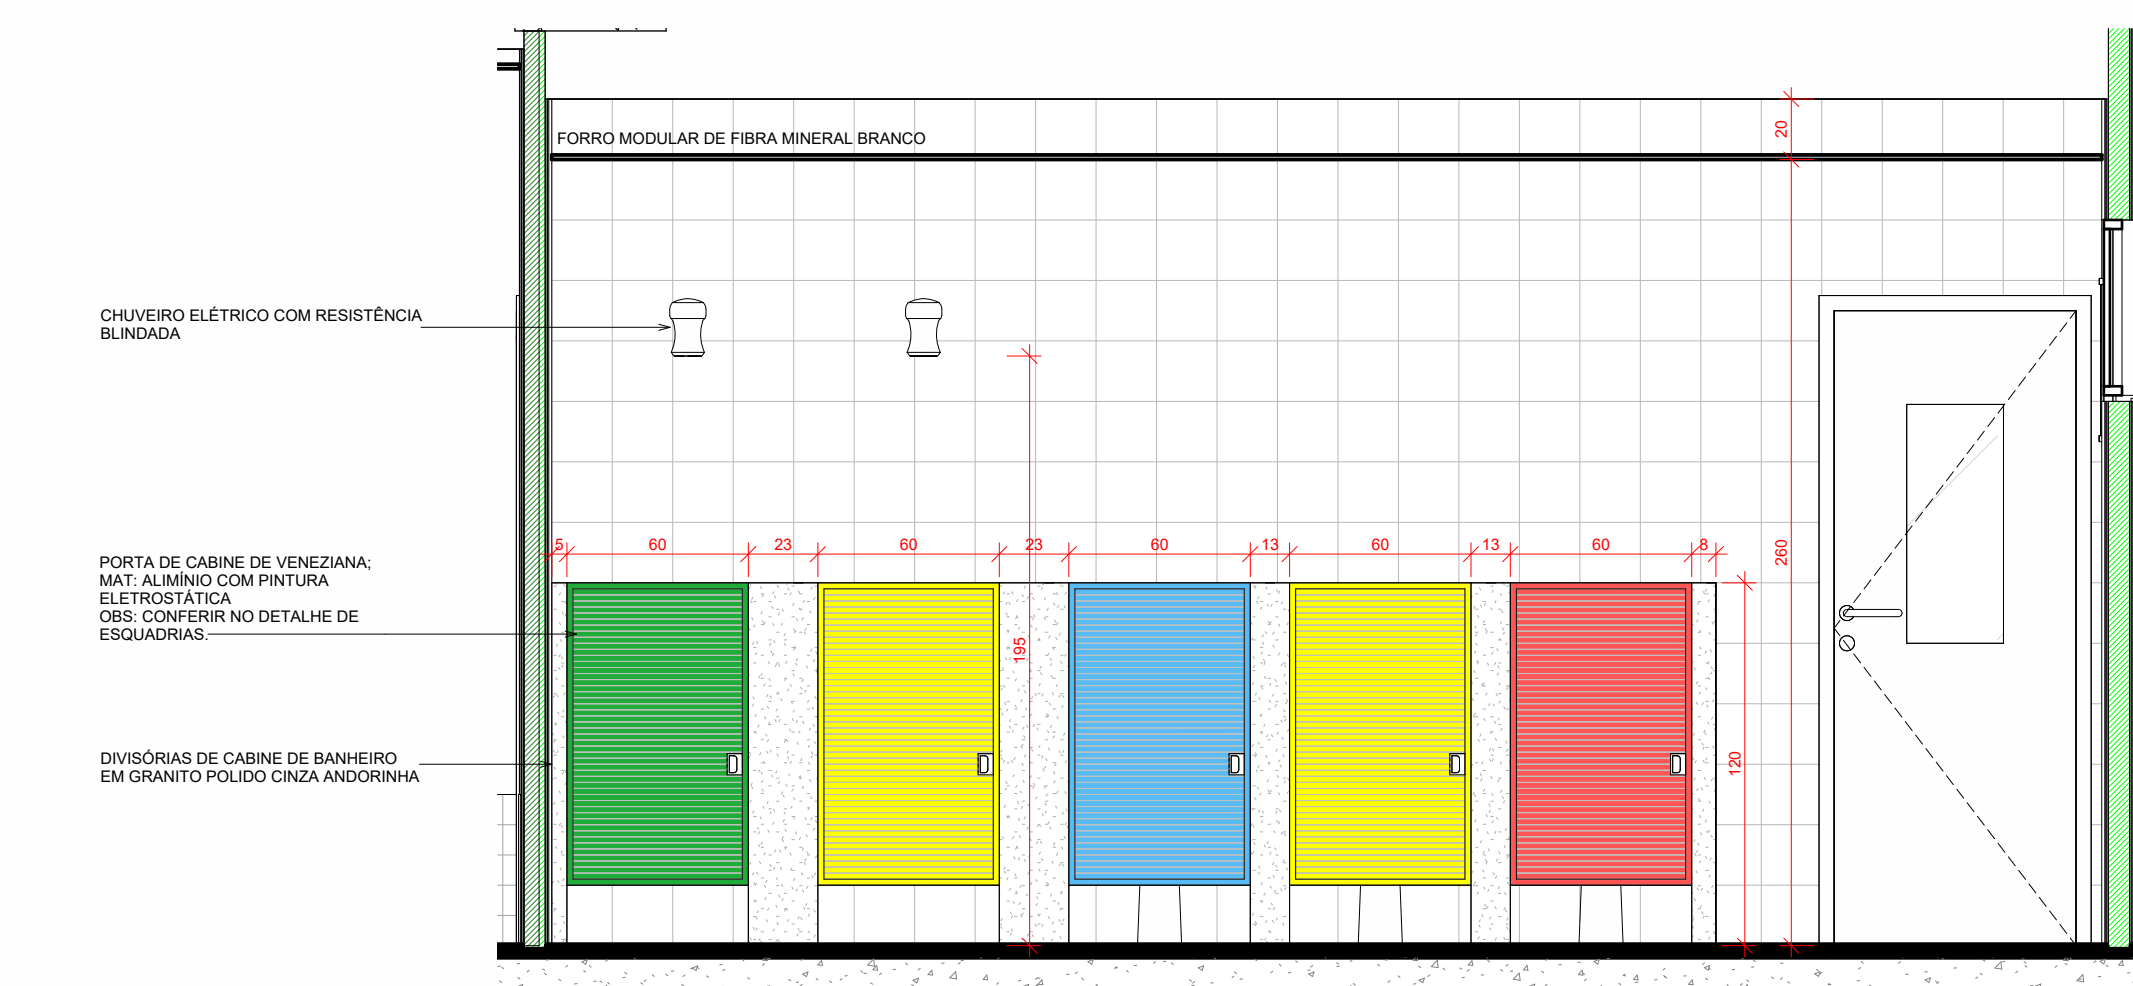 FORRO MODULAR DE FIBRA MINERAL BRANCO
20
CHUVEIRO ELÉTRICO COM RESISTÊNCIA
BLINDADA
5 60 23 60 23 60 13 60 13 60 8
260
PORTA DE CABINE DE VENEZIANA;
MAT: ALIMÍNIO COM PINTURA
ELETROSTÁTICA
OBS: CONFERIR NO DETALHE DE
ESQUADRIAS.
195
120
DIVISÓRIAS DE CABINE DE BANHEIRO
EM GRANITO POLIDO CINZA ANDORINHA